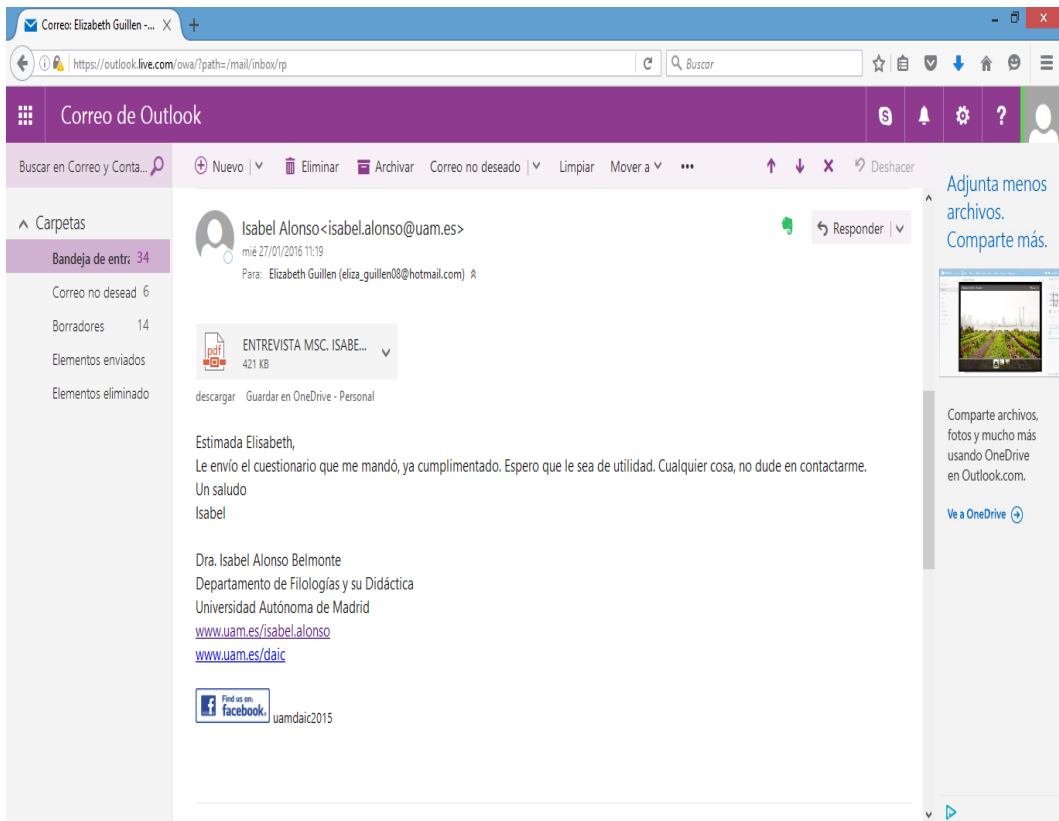 Correo: Elizabeth Guillen -...
https://outlook.live.com/owa/?path=/mail/inbox/rp
Buscar
Correo de Outlook
Buscar en Correo y Conta...
Nuevo
Eliminar
Archivar
Correo no deseado
Limpiar
Mover a
Deshacer
Carpetas
Bandeja de entra 34
Correo no desead 6
Borradores 14
Elementos enviados
Elementos eliminado
Isabel Alonso<isabel.alonso@uam.es>
mié 27/01/2016 11:19
Para: Elizabeth Guillen (eliza_guillen08@hotmail.com)
Responder
pdf
ENTREVISTA MSC. ISABE...
421 KB
descargar Guardar en OneDrive - Personal
Estimada Elisabeth,
Le envío el cuestionario que me mandó, ya cumplimentado. Espero que le sea de utilidad. Cualquier cosa, no dude en contactarme.
Un saludo
Isabel
Dra. Isabel Alonso Belmonte
Departamento de Filologías y su Didáctica
Universidad Autónoma de Madrid
www.uam.es/isabel.alonso
www.uam.es/daic
Find us on:
facebook.
uamdaic2015
Adjunta menos
archivos.
Comparte más.
Comparte archivos,
fotos y mucho más
usando OneDrive
en Outlook.com.
Ve a OneDrive